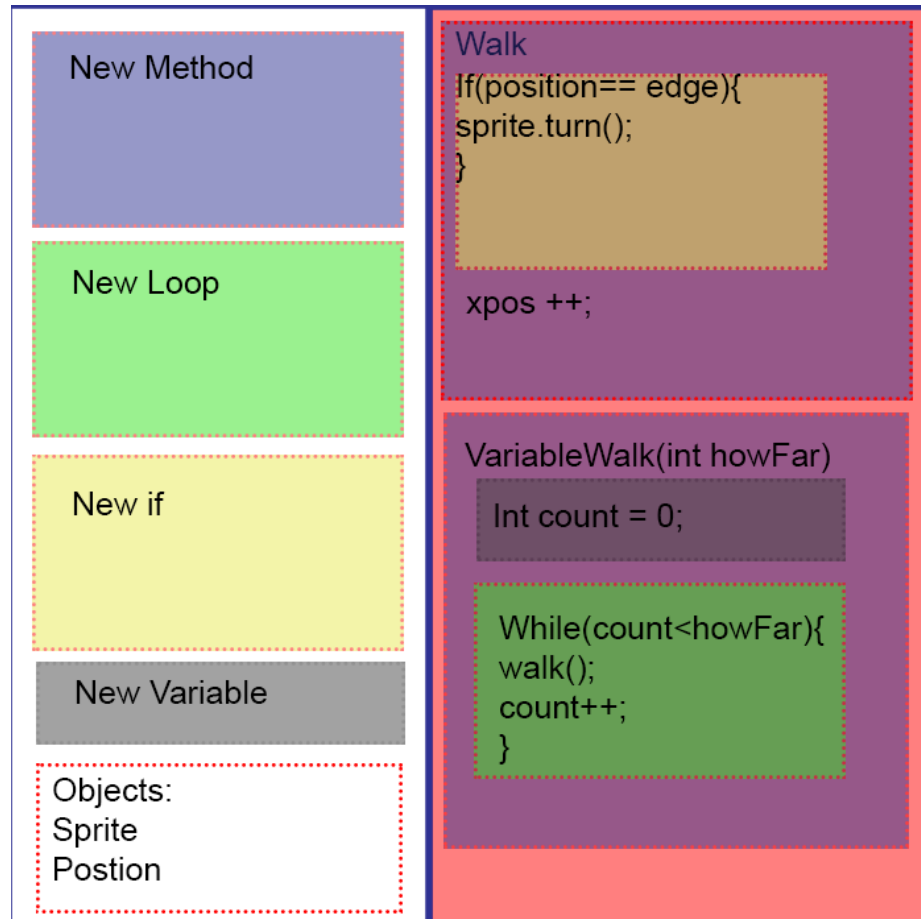 New Method
New Loop
New if
New Variable
Objects:
Sprite
Postion
Walk
If(position== edge){
sprite.turn();
}
xpos ++;
VariableWalk(int howFar)
Int count = 0;
While(count<howFar){
walk();
count++;
}